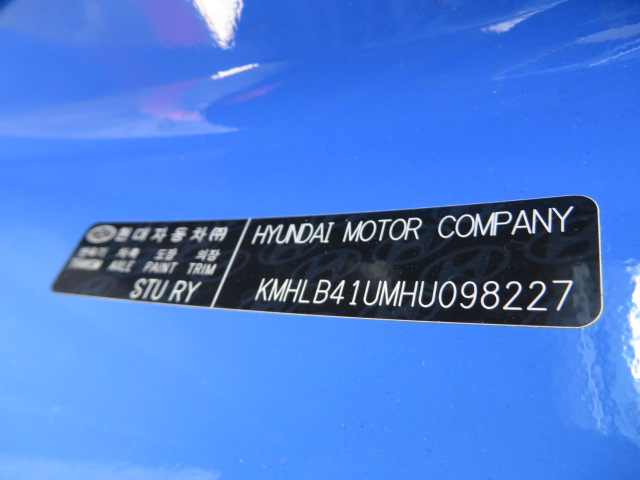 현대자동차㈜
변속기 차축 도장 의장
TRANSM AXLE PAINT TRIM
STU RY
HYUNDAI MOTOR COMPANY
KMHLB41UMHU098227